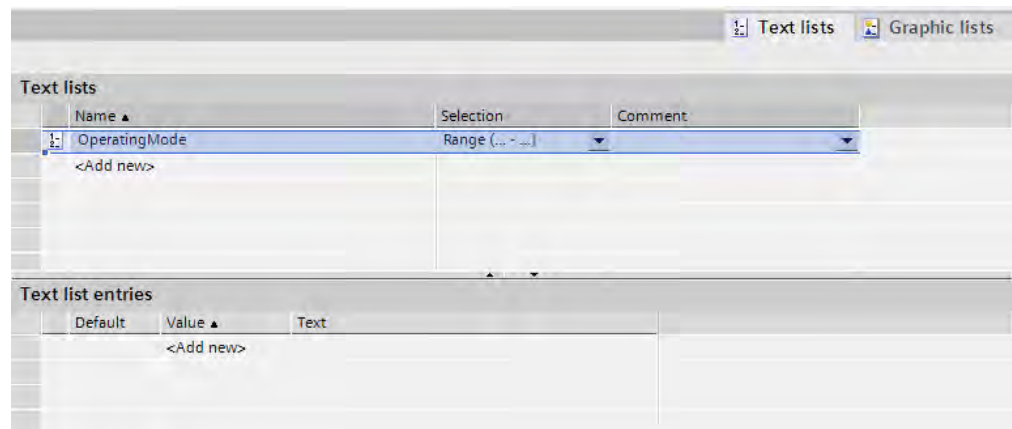 Text lists Graphic lists
Text lists
Name Selection Comment
OperatingMode Range (... - ...)
<Add new>
Text list entries
Default Value Text
<Add new>